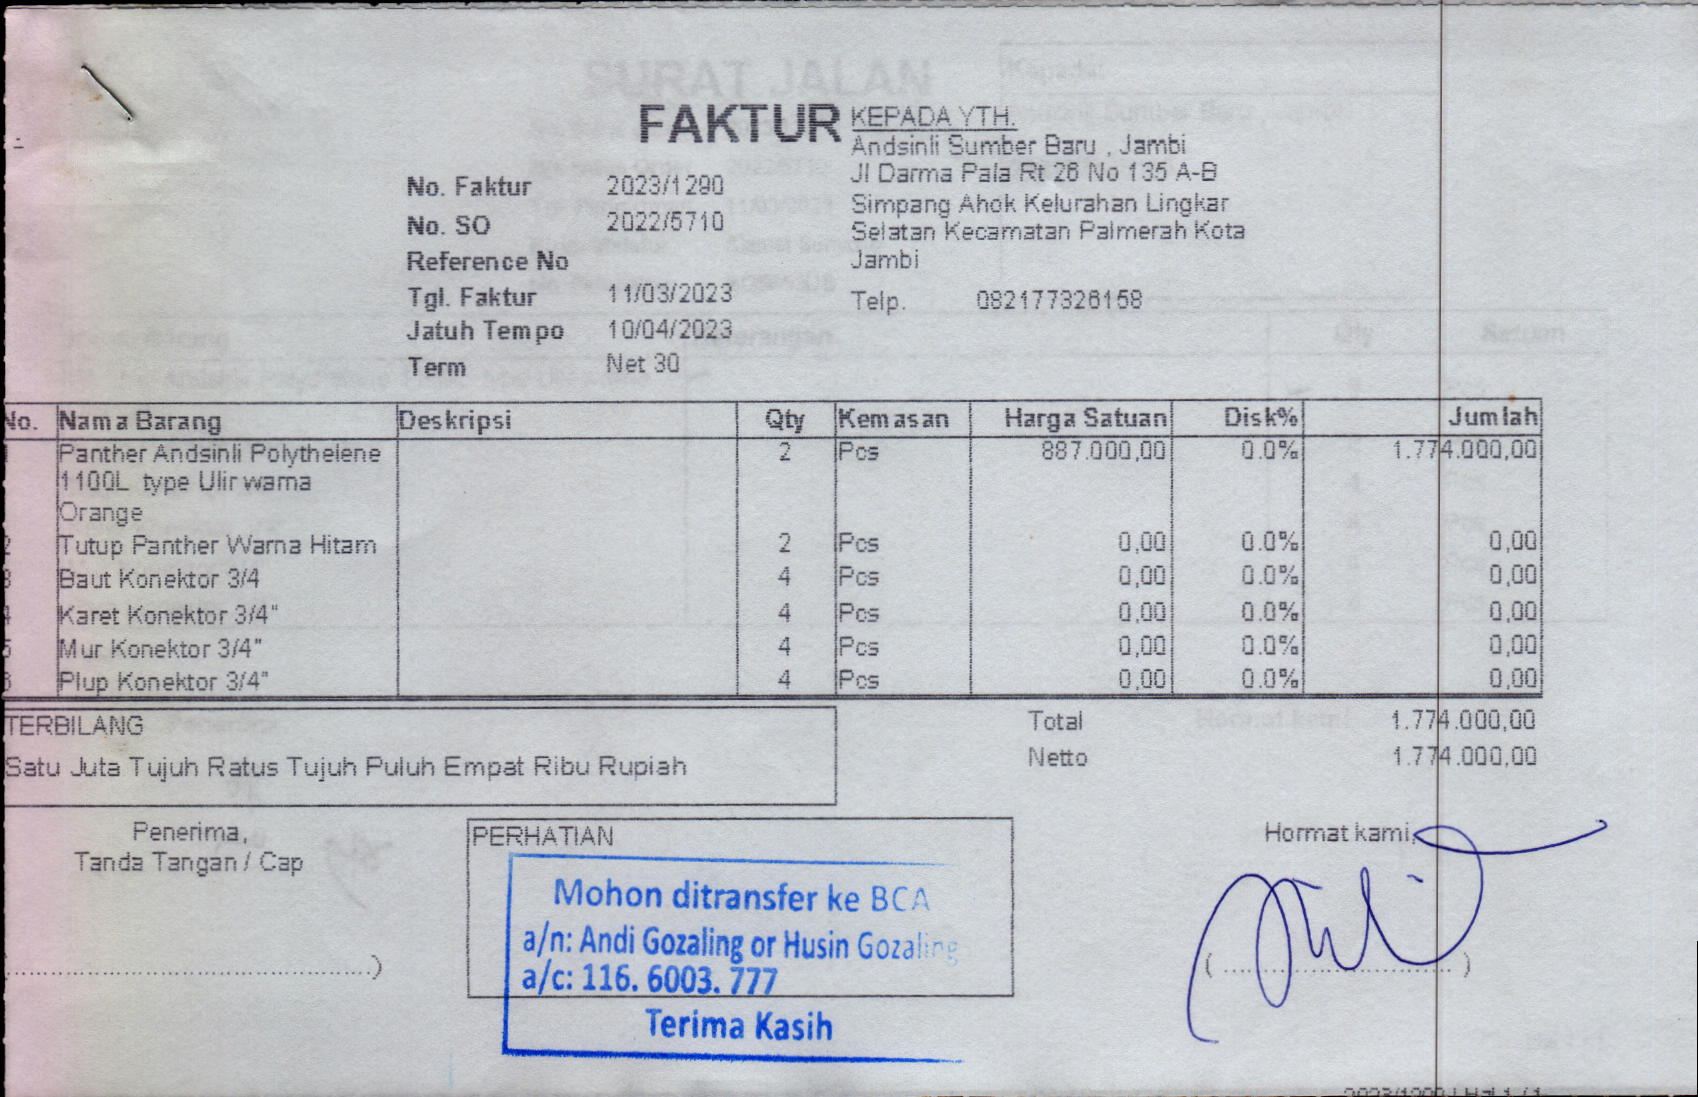 FAKTUR
KEPADA YTH.
Andsinli Sumber Baru , Jambi
Jl Darma Pala Rt 26 No 135 A-B
Simpang Ahok Kelurahan Lingkar
Selatan Kecamatan Palmerah Kota
Jambi
Telp. 082177326158
No. Faktur 2023/1290
No. SO 2022/5710
Reference No
Tgl. Faktur 11/03/2023
Jatuh Tempo 10/04/2023
Term Net 30
No. Nama Barang Deskripsi Qty Kemasan Harga Satuan Disk% Jumlah
Panther Andsinli Polythelene 2 Pcs 887.000,00 0.0% 1.774.000,00
1100L type Ulir warna
Orange
Tutup Panther Warna Hitam 2 Pcs 0,00 0.0% 0,00
Baut Konektor 3/4 4 Pcs 0,00 0.0% 0,00
Karet Konektor 3/4" 4 Pcs 0,00 0.0% 0,00
Mur Konektor 3/4" 4 Pcs 0,00 0.0% 0,00
Plup Konektor 3/4" 4 Pcs 0,00 0.0% 0,00
TERBILANG
Satu Juta Tujuh Ratus Tujuh Puluh Empat Ribu Rupiah
Total 1.774.000,00
Netto 1.774.000,00
Penerima,
Tanda Tangan / Cap
PERHATIAN
Mohon ditransfer ke BCA
a/n: Andi Gozaling or Husin Gozaling
a/c: 116. 6003. 777
Terima Kasih
Hormat kami,